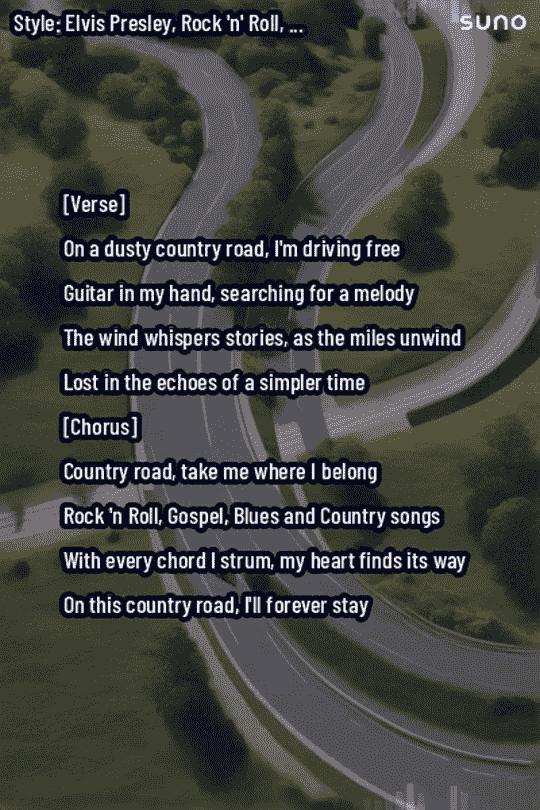 Style: Elvis Presley, Rock 'n' Roll, ...
suno
[Verse]
On a dusty country road, I'm driving free
Guitar in my hand, searching for a melody
The wind whispers stories, as the miles unwind
Lost in the echoes of a simpler time
[Chorus]
Country road, take me where I belong
Rock 'n Roll, Gospel, Blues and Country songs
With every chord I strum, my heart finds its way
On this country road, I'll forever stay